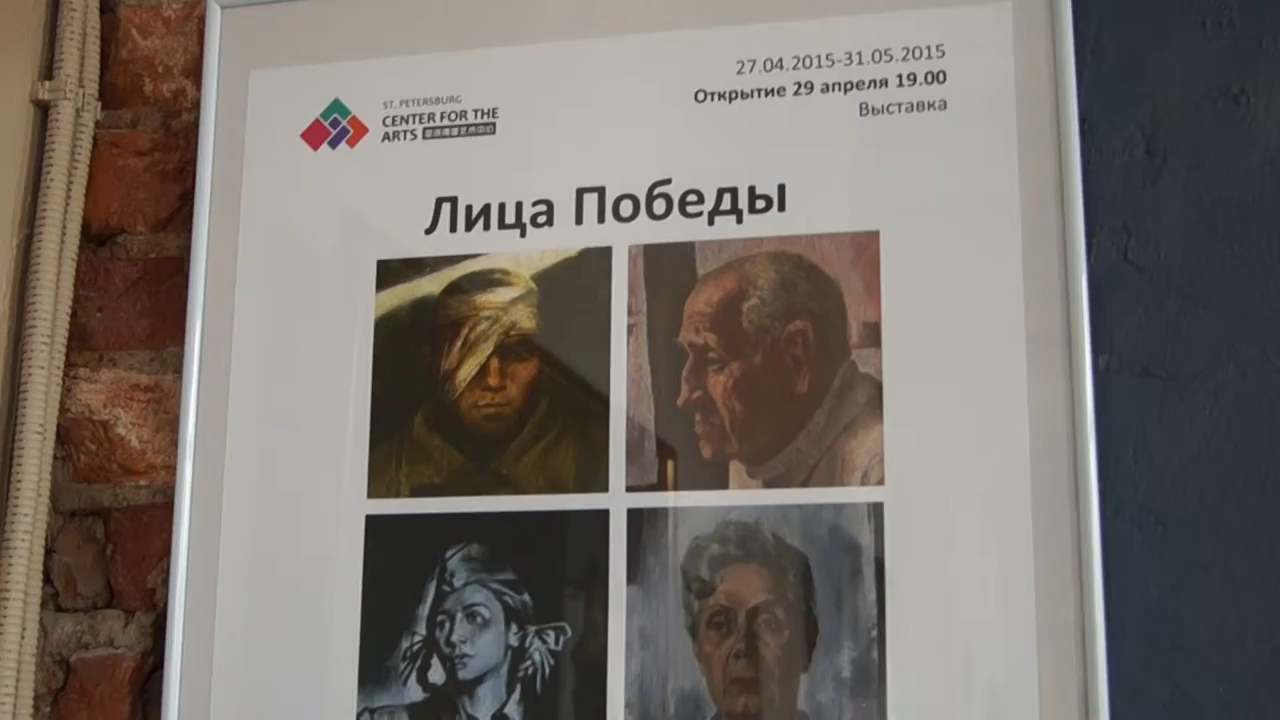 27.04.2015-31.05.2015
Открытие 29 апреля 19.00
Выставка
ST. PETERSBURG
CENTER FOR THE
ARTS
Лица Победы